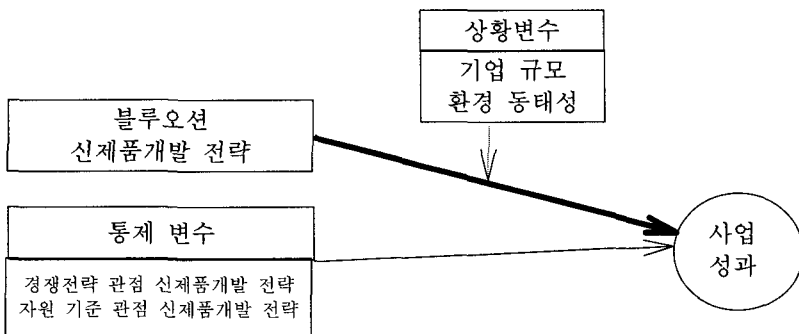 상황변수
기업 규모
환경 동태성
블루오션
신제품개발 전략
통제 변수
경쟁전략 관점 신제품개발 전략
자원 기준 관점 신제품개발 전략
사업
성과